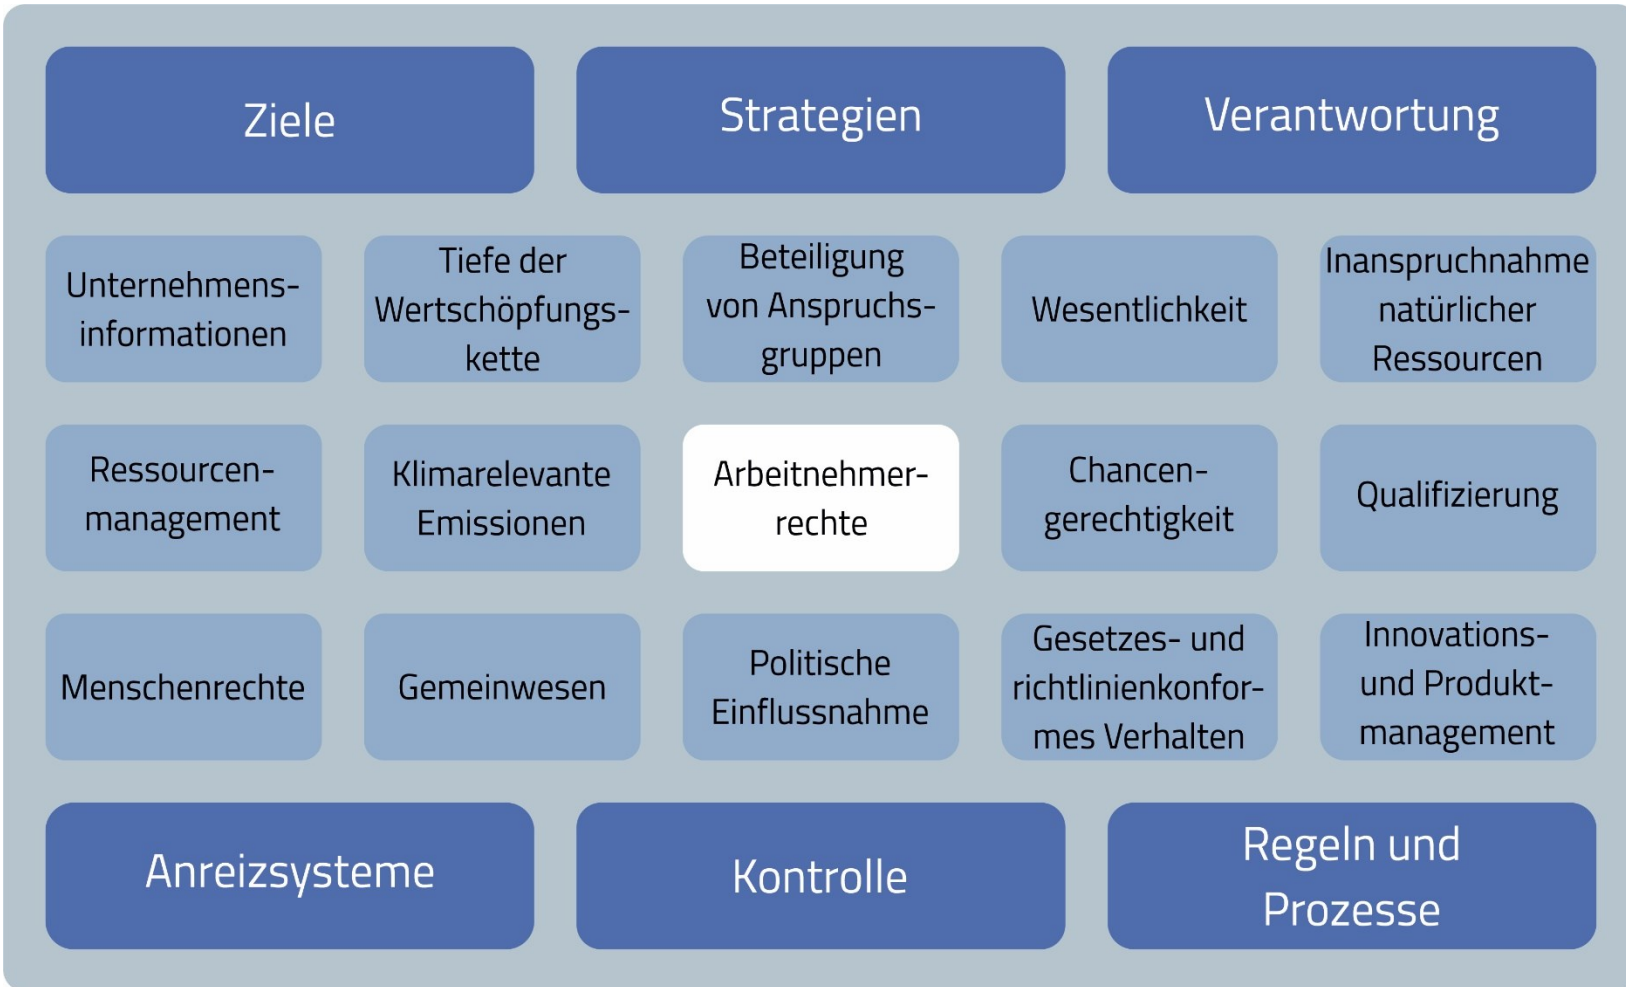 Ziele
Strategien
Verantwortung
Unternehmens-
informationen
Tiefe der
Wertschöpfungs-
kette
Beteiligung
von Anspruchs-
gruppen
Wesentlichkeit
Inanspruchnahme
natürlicher
Ressourcen
Ressourcen-
management
Klimarelevante
Emissionen
Arbeitnehmer-
rechte
Chancen-
gerechtigkeit
Qualifizierung
Menschenrechte
Gemeinwesen
Politische
Einflussnahme
Gesetzes- und
richtlinienkonfor-
mes Verhalten
Innovations-
und Produkt-
management
Anreizsysteme
Kontrolle
Regeln und
Prozesse